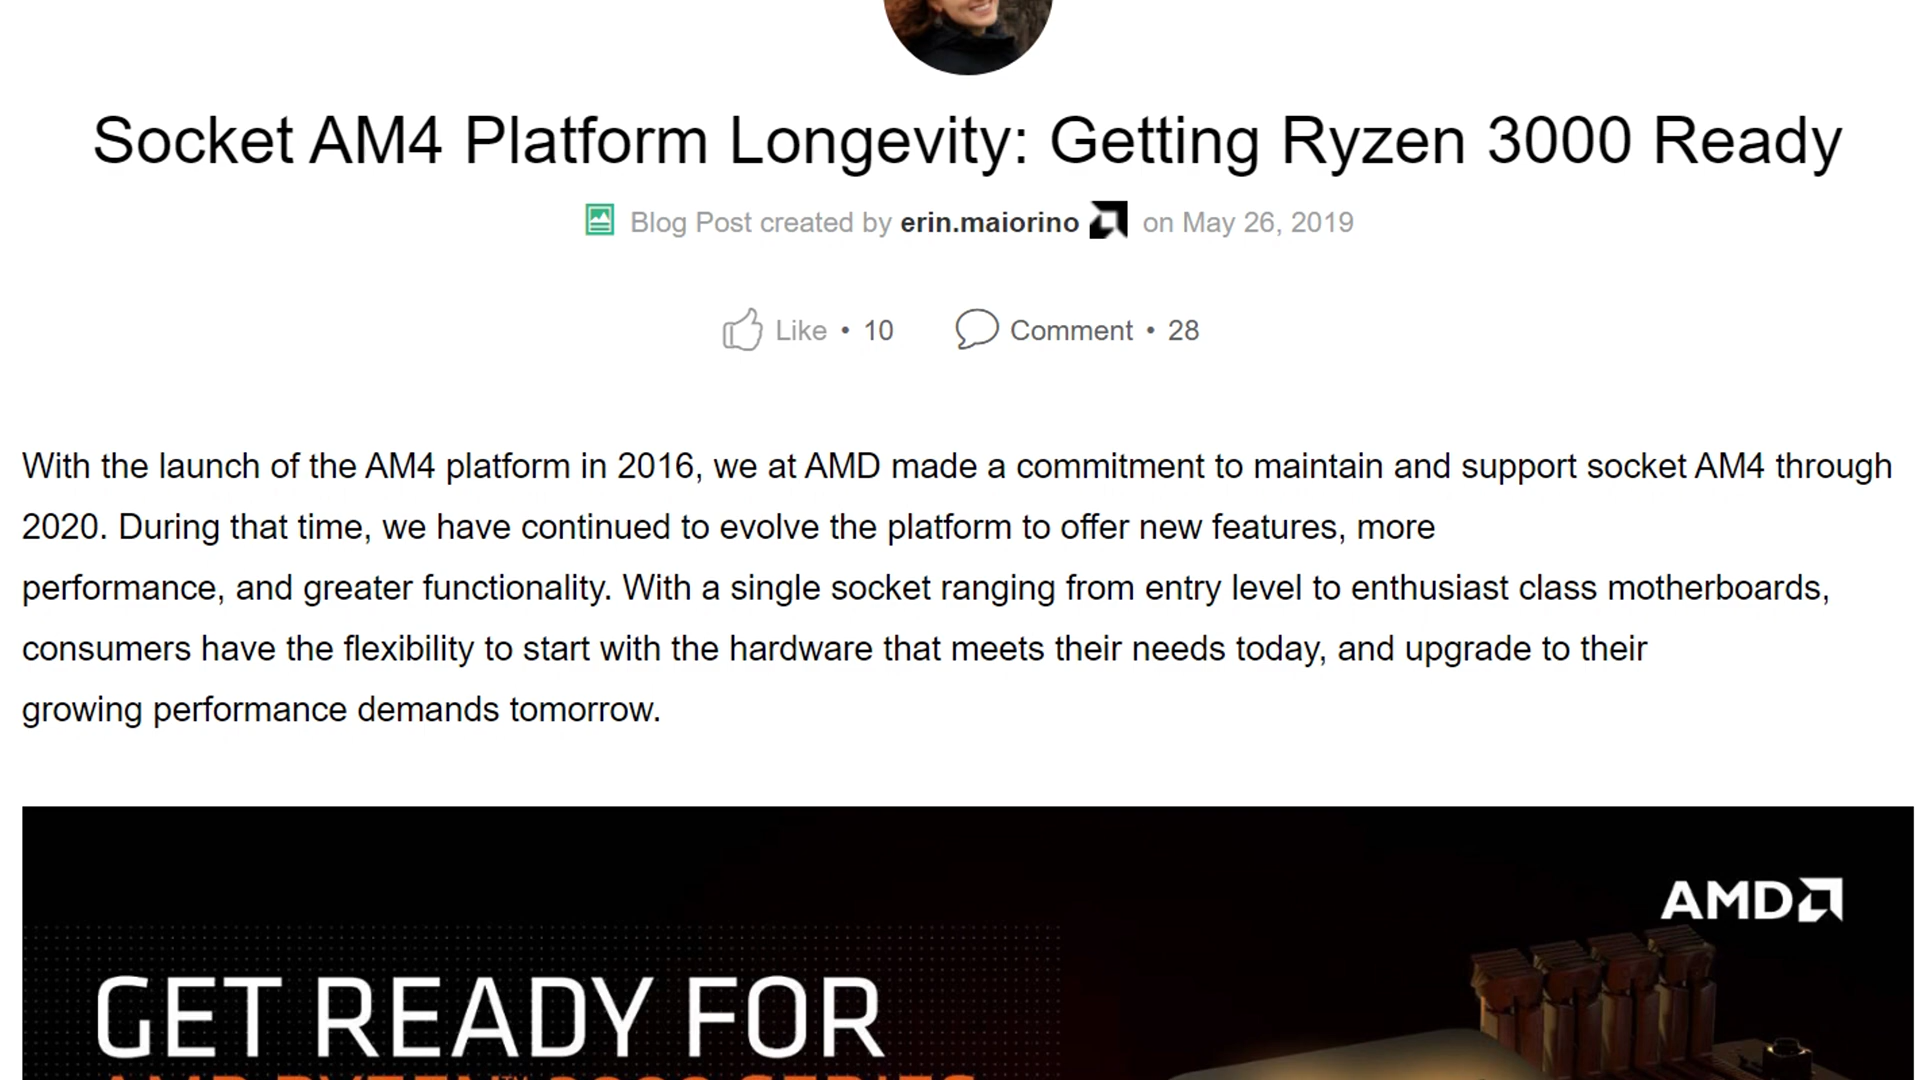 Socket AM4 Platform Longevity: Getting Ryzen 3000 Ready
Blog Post created by erin.maiorino on May 26, 2019
Like • 10 Comment • 28
With the launch of the AM4 platform in 2016, we at AMD made a commitment to maintain and support socket AM4 through
2020. During that time, we have continued to evolve the platform to offer new features, more
performance, and greater functionality. With a single socket ranging from entry level to enthusiast class motherboards,
consumers have the flexibility to start with the hardware that meets their needs today, and upgrade to their
growing performance demands tomorrow.
AMD
GET READY FOR
AMD RYZEN™ 3000 SERIES